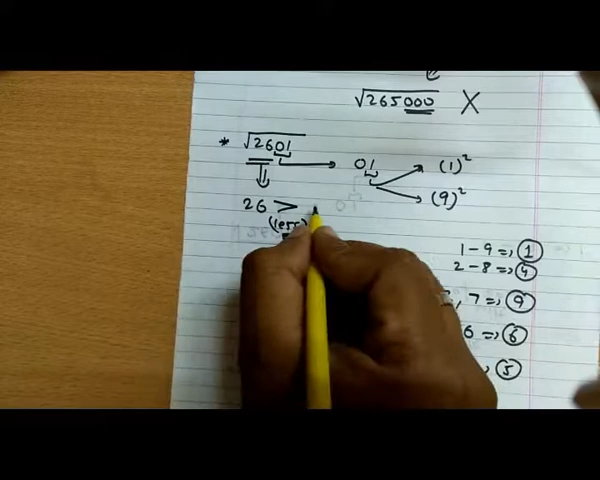 √265000 X
* √2601
01 (1)²
(9)²
26 >
(less)
1-9 => 1
2-8 => 4
, 7 => 9
6 => 6
, 5